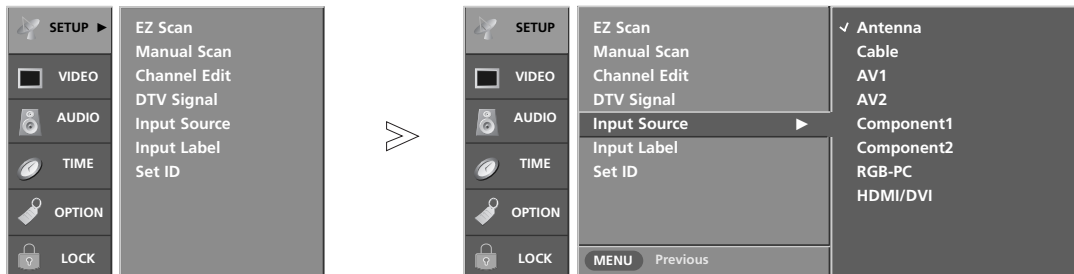 SETUP ►
VIDEO
AUDIO
TIME
OPTION
LOCK
EZ Scan
Manual Scan
Channel Edit
DTV Signal
Input Source
Input Label
Set ID
SETUP
VIDEO
AUDIO
TIME
OPTION
LOCK
EZ Scan
Manual Scan
Channel Edit
DTV Signal
Input Source ►
Input Label
Set ID
MENU Previous
✓ Antenna
Cable
AV1
AV2
Component1
Component2
RGB-PC
HDMI/DVI